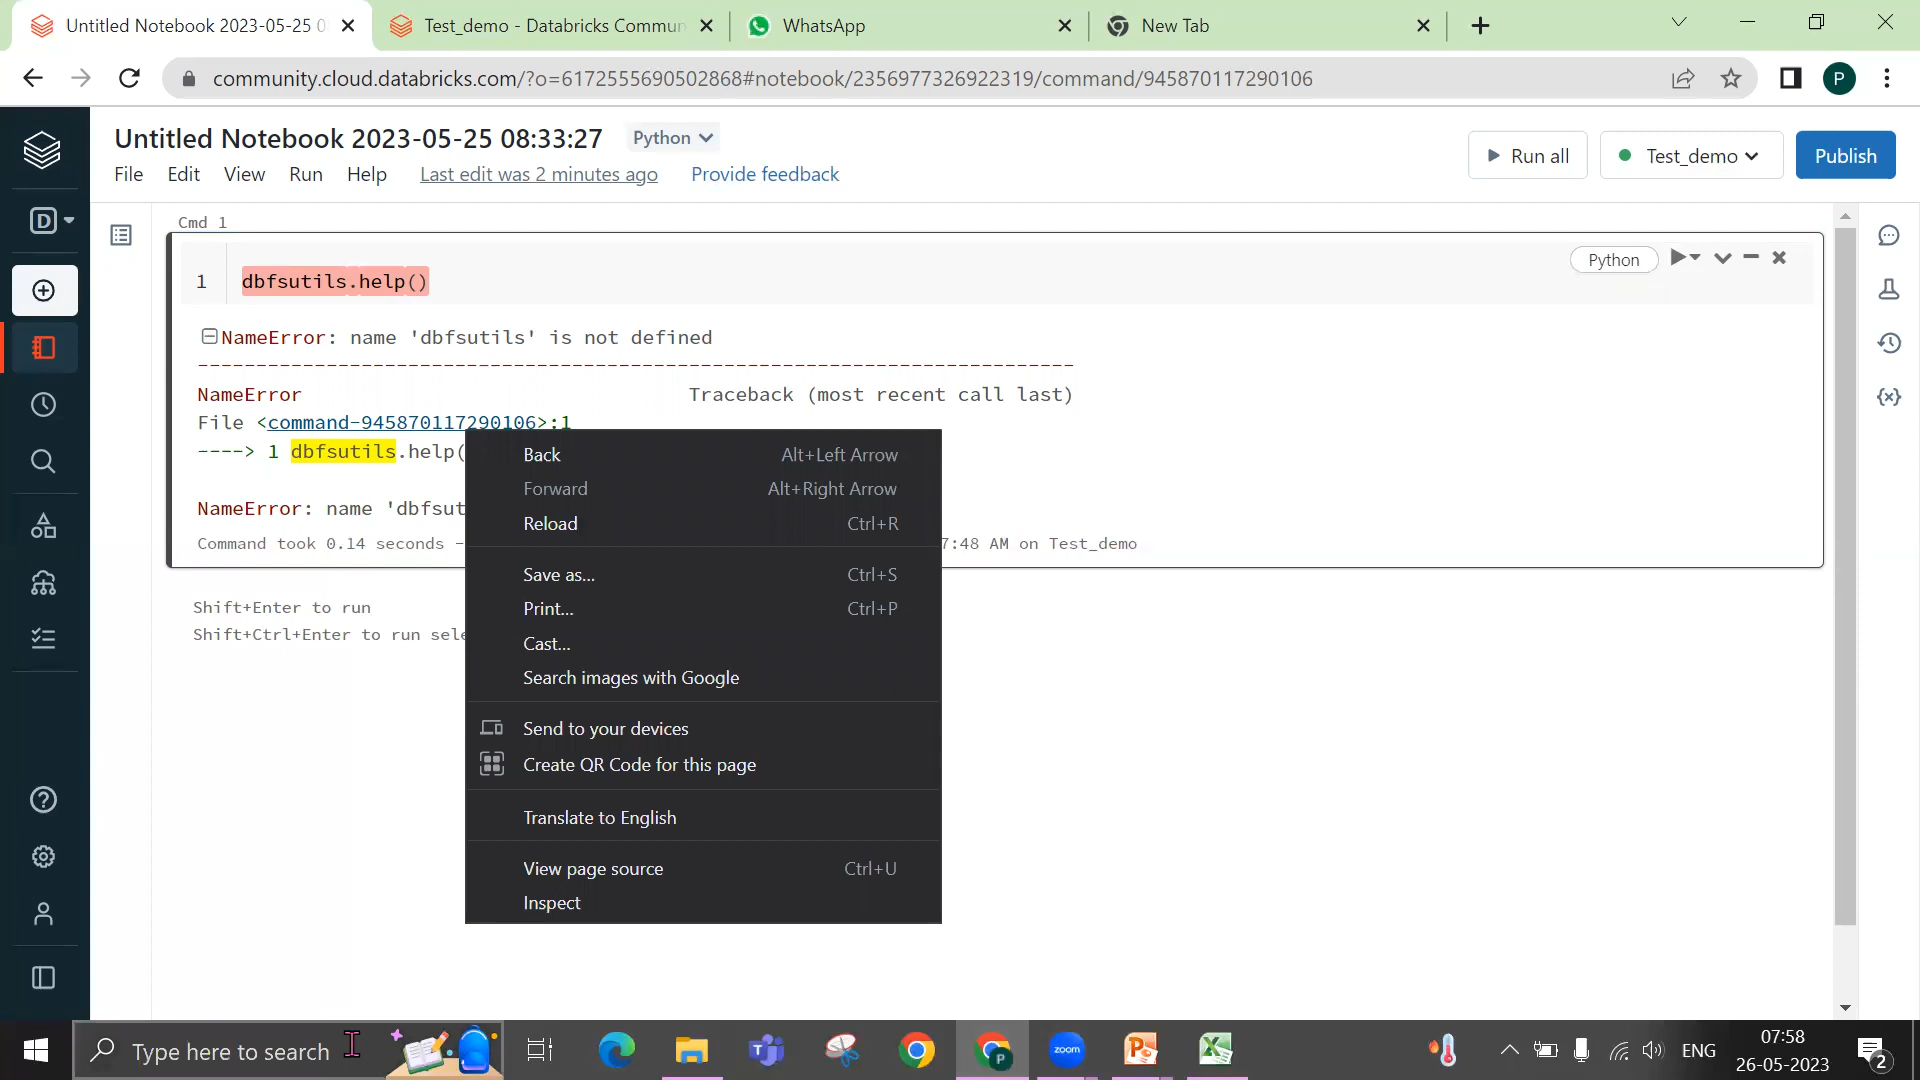 Untitled Notebook 2023-05-25 0
Test_demo - Databricks Commun
WhatsApp
New Tab
community.cloud.databricks.com/?o=6172555690502868#notebook/2356977326922319/command/945870117290106
P
Untitled Notebook 2023-05-25 08:33:27
Python
File Edit View Run Help Last edit was 2 minutes ago Provide feedback
Run all
Test_demo
Publish
D
Cmd 1
Python
1 dbfsutils.help()
NameError: name 'dbfsutils' is not defined
---------------------------------------------------------------------------
NameError Traceback (most recent call last)
File <command-945870117290106>:1
----> 1 dbfsutils.help(
NameError: name 'dbfsut
Command took 0.14 seconds -
7:48 AM on Test_demo
Shift+Enter to run
Shift+Ctrl+Enter to run sele
Back Alt+Left Arrow
Forward Alt+Right Arrow
Reload Ctrl+R
Save as... Ctrl+S
Print... Ctrl+P
Cast...
Search images with Google
Send to your devices
Create QR Code for this page
Translate to English
View page source Ctrl+U
Inspect
Type here to search
zoom
ENG
07:58
26-05-2023
2